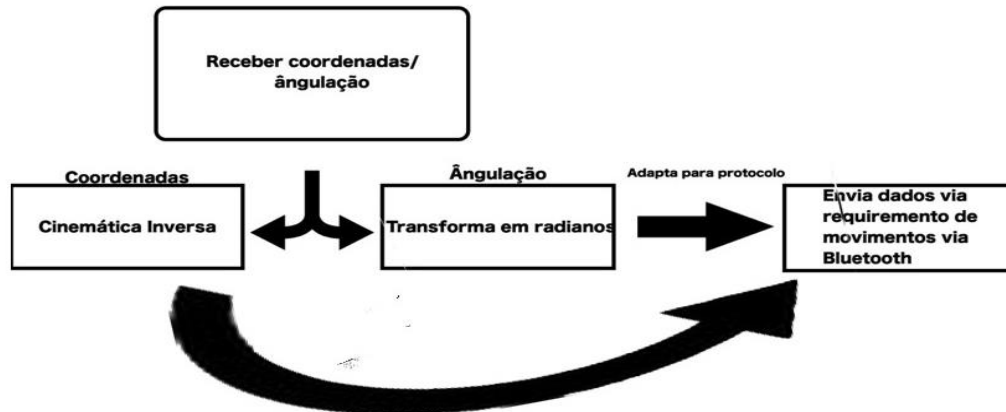 Receber coordenadas/
ângulação
Coordenadas
Cinemática Inversa
Ângulação
Transforma em radianos
Adapta para protocolo
Envia dados via
requiremento de
movimentos via
Bluetooth